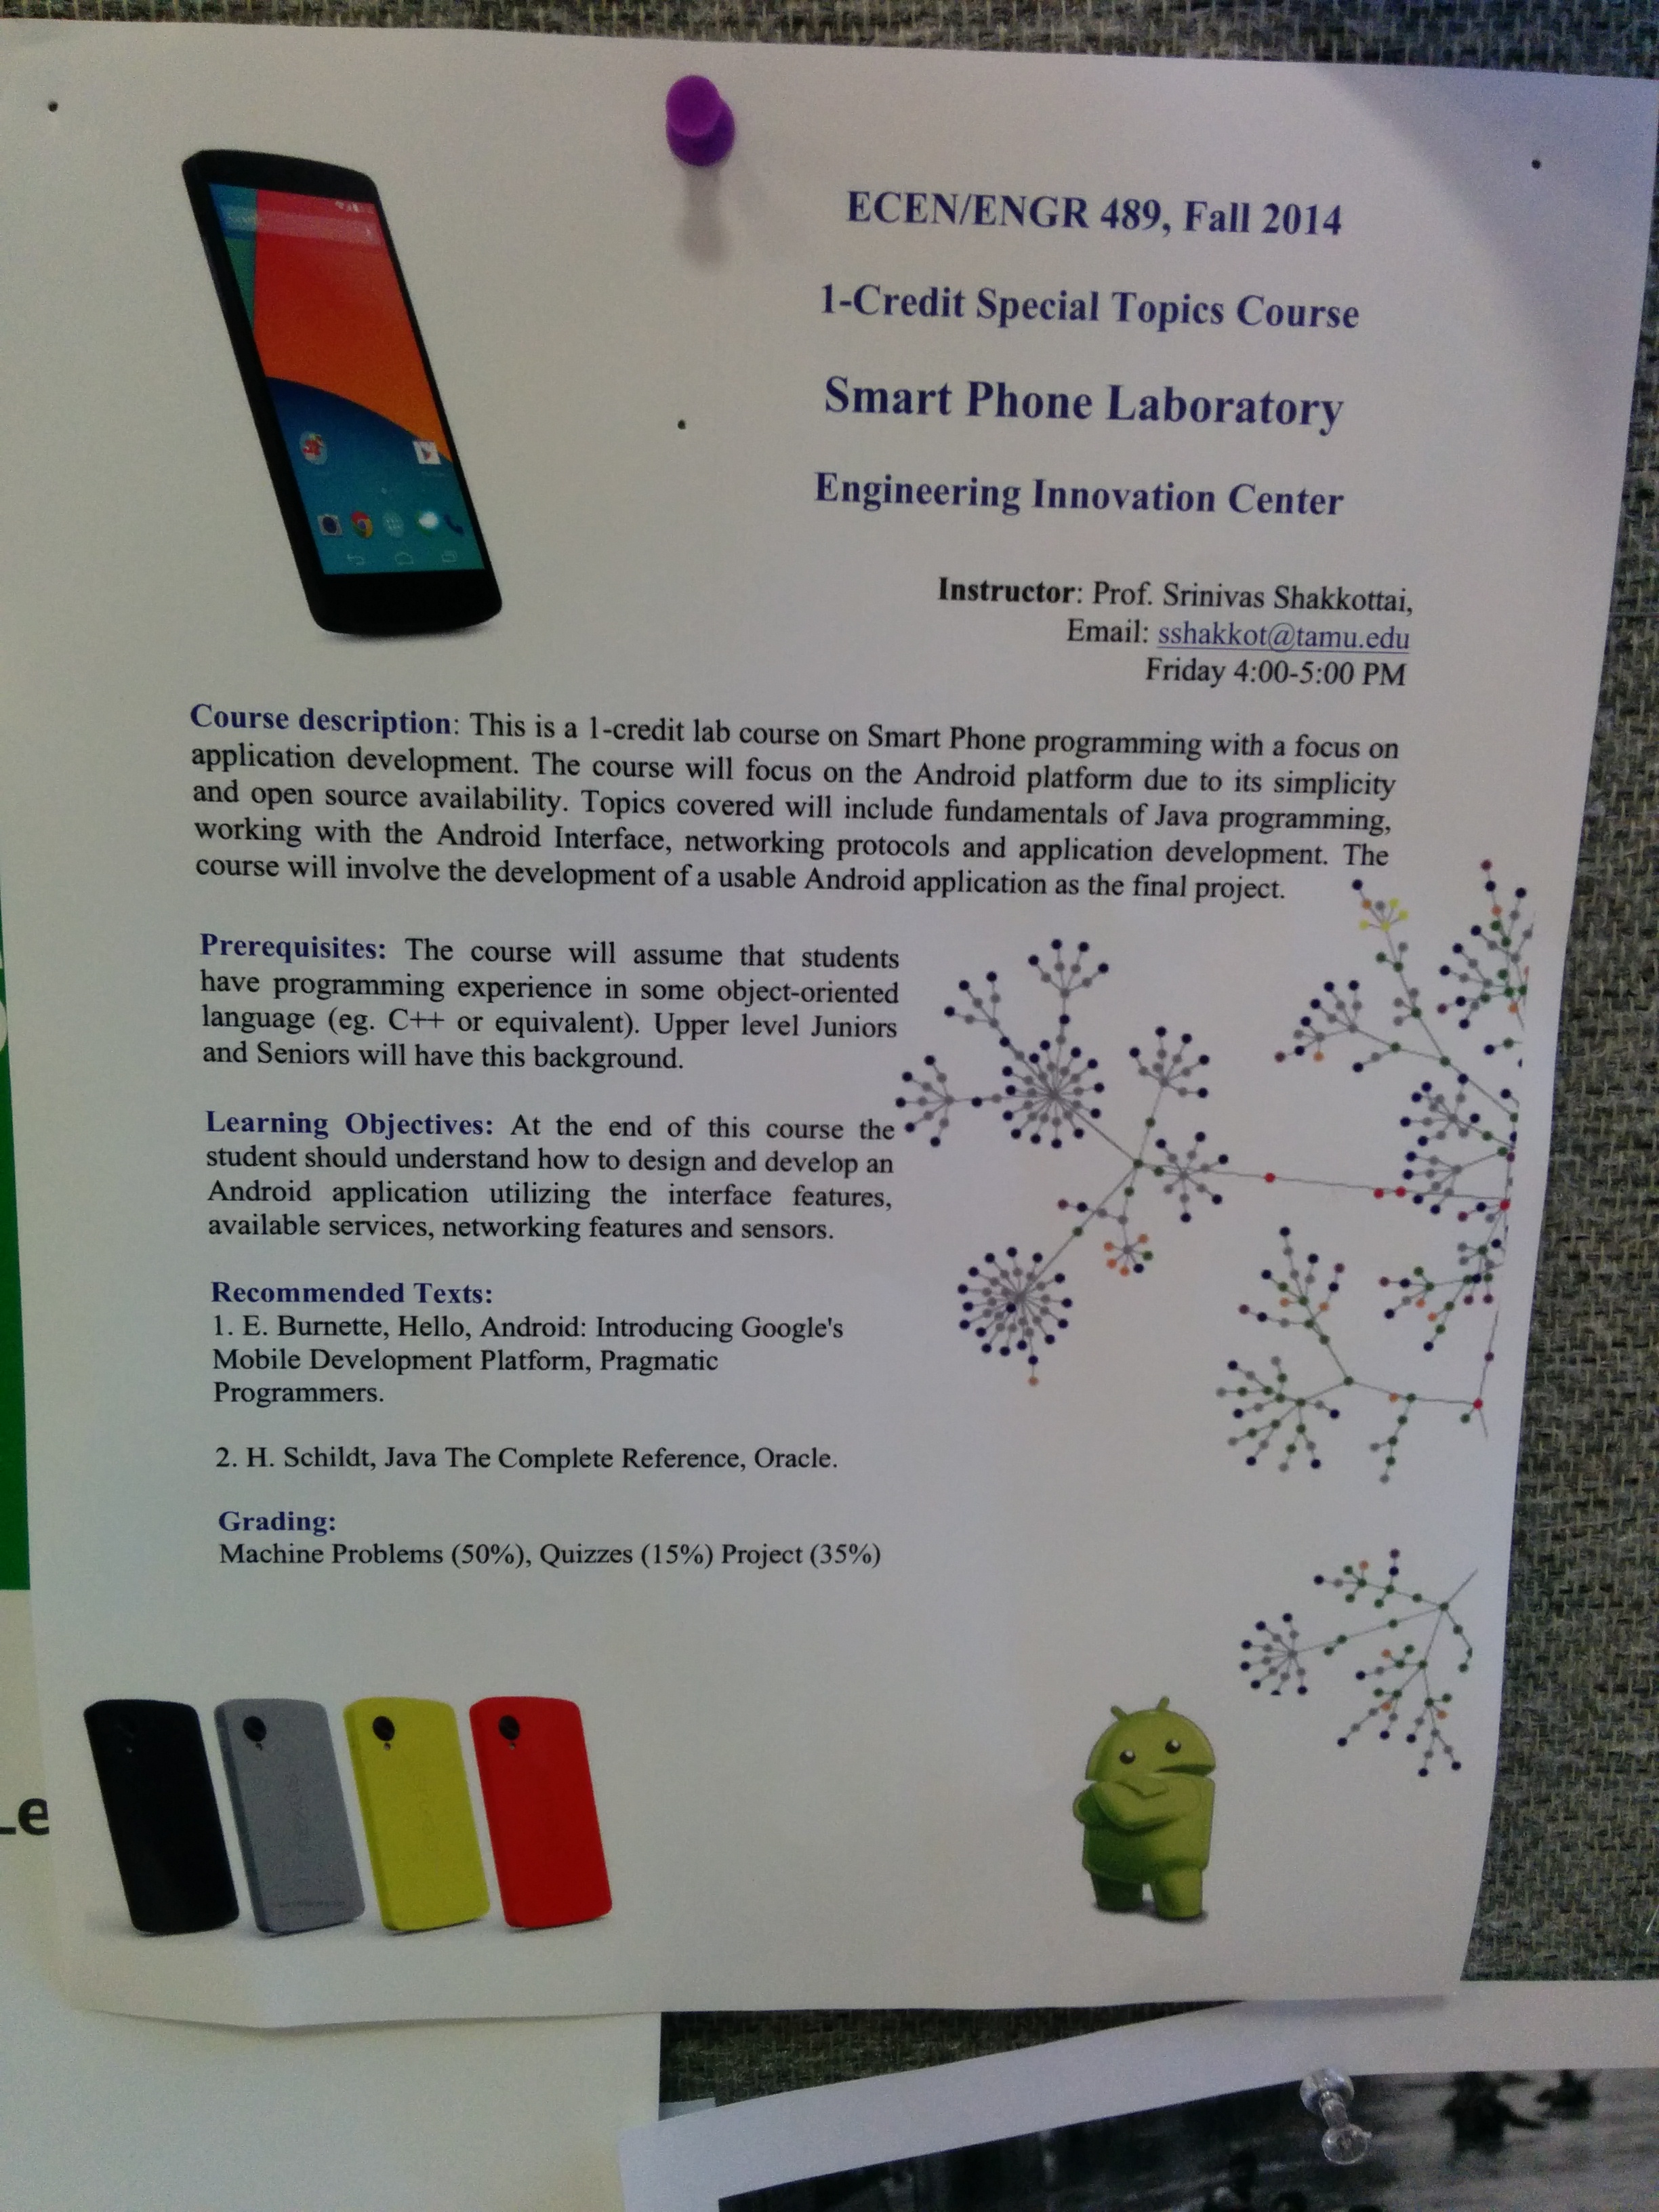 ECEN/ENGR 489, Fall 2014
1-Credit Special Topics Course
Smart Phone Laboratory
Engineering Innovation Center
Instructor: Prof. Srinivas Shakkottai,
Email: sshakkot@tamu.edu
Friday 4:00-5:00 PM
Course description: This is a 1-credit lab course on Smart Phone programming with a focus on
application development. The course will focus on the Android platform due to its simplicity
and open source availability. Topics covered will include fundamentals of Java programming,
working with the Android Interface, networking protocols and application development. The
course will involve the development of a usable Android application as the final project.
Prerequisites: The course will assume that students
have programming experience in some object-oriented
language (eg. C++ or equivalent). Upper level Juniors
and Seniors will have this background.
Learning Objectives: At the end of this course the
student should understand how to design and develop an
Android application utilizing the interface features,
available services, networking features and sensors.
Recommended Texts:
1. E. Burnette, Hello, Android: Introducing Google's
Mobile Development Platform, Pragmatic
Programmers.
2. H. Schildt, Java The Complete Reference, Oracle.
Grading:
Machine Problems (50%), Quizzes (15%) Project (35%)
Le